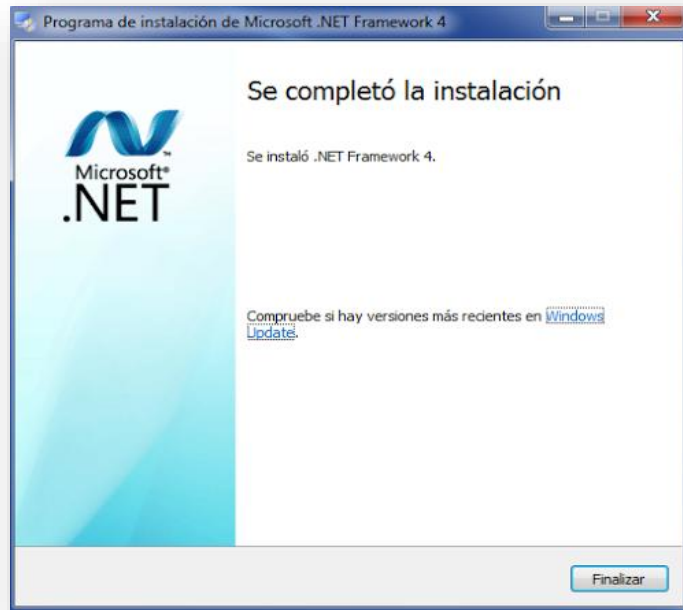 Programa de instalación de Microsoft .NET Framework 4
Se completó la instalación
Microsoft®
.NET™
Se instaló .NET Framework 4.
Compruebe si hay versiones más recientes en Windows
Update.
Finalizar